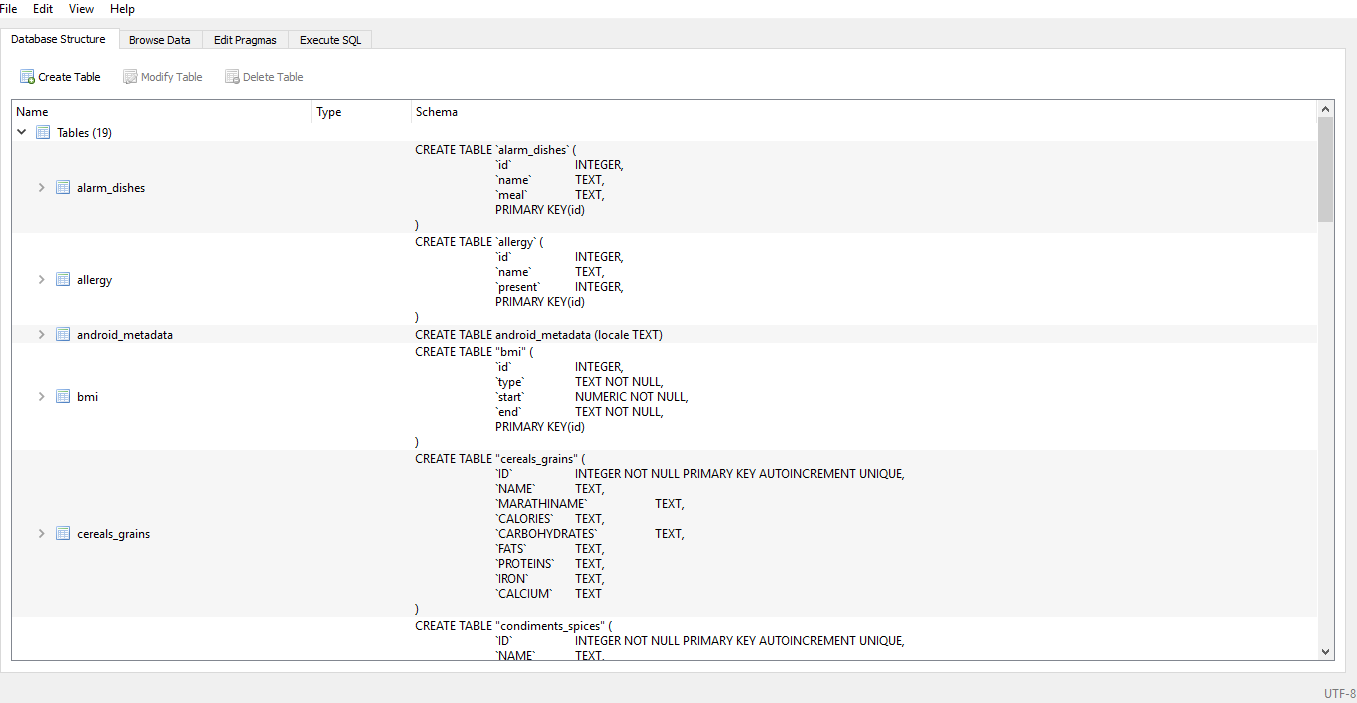 File Edit View Help
Database Structure Browse Data Edit Pragmas Execute SQL
Create Table Modify Table Delete Table
Name Type Schema
Tables (19)
alarm_dishes
CREATE TABLE `alarm_dishes` (
`id` INTEGER,
`name` TEXT,
`meal` TEXT,
PRIMARY KEY(id)
)
allergy
CREATE TABLE `allergy` (
`id` INTEGER,
`name` TEXT,
`present` INTEGER,
PRIMARY KEY(id)
)
android_metadata CREATE TABLE android_metadata (locale TEXT)
bmi
CREATE TABLE "bmi" (
`id` INTEGER,
`type` TEXT NOT NULL,
`start` NUMERIC NOT NULL,
`end` TEXT NOT NULL,
PRIMARY KEY(id)
)
cereals_grains
CREATE TABLE "cereals_grains" (
`ID` INTEGER NOT NULL PRIMARY KEY AUTOINCREMENT UNIQUE,
`NAME` TEXT,
`MARATHINAME` TEXT,
`CALORIES` TEXT,
`CARBOHYDRATES` TEXT,
`FATS` TEXT,
`PROTEINS` TEXT,
`IRON` TEXT,
`CALCIUM` TEXT
)
CREATE TABLE "condiments_spices" (
`ID` INTEGER NOT NULL PRIMARY KEY AUTOINCREMENT UNIQUE,
`NAME` TEXT,
UTF-8